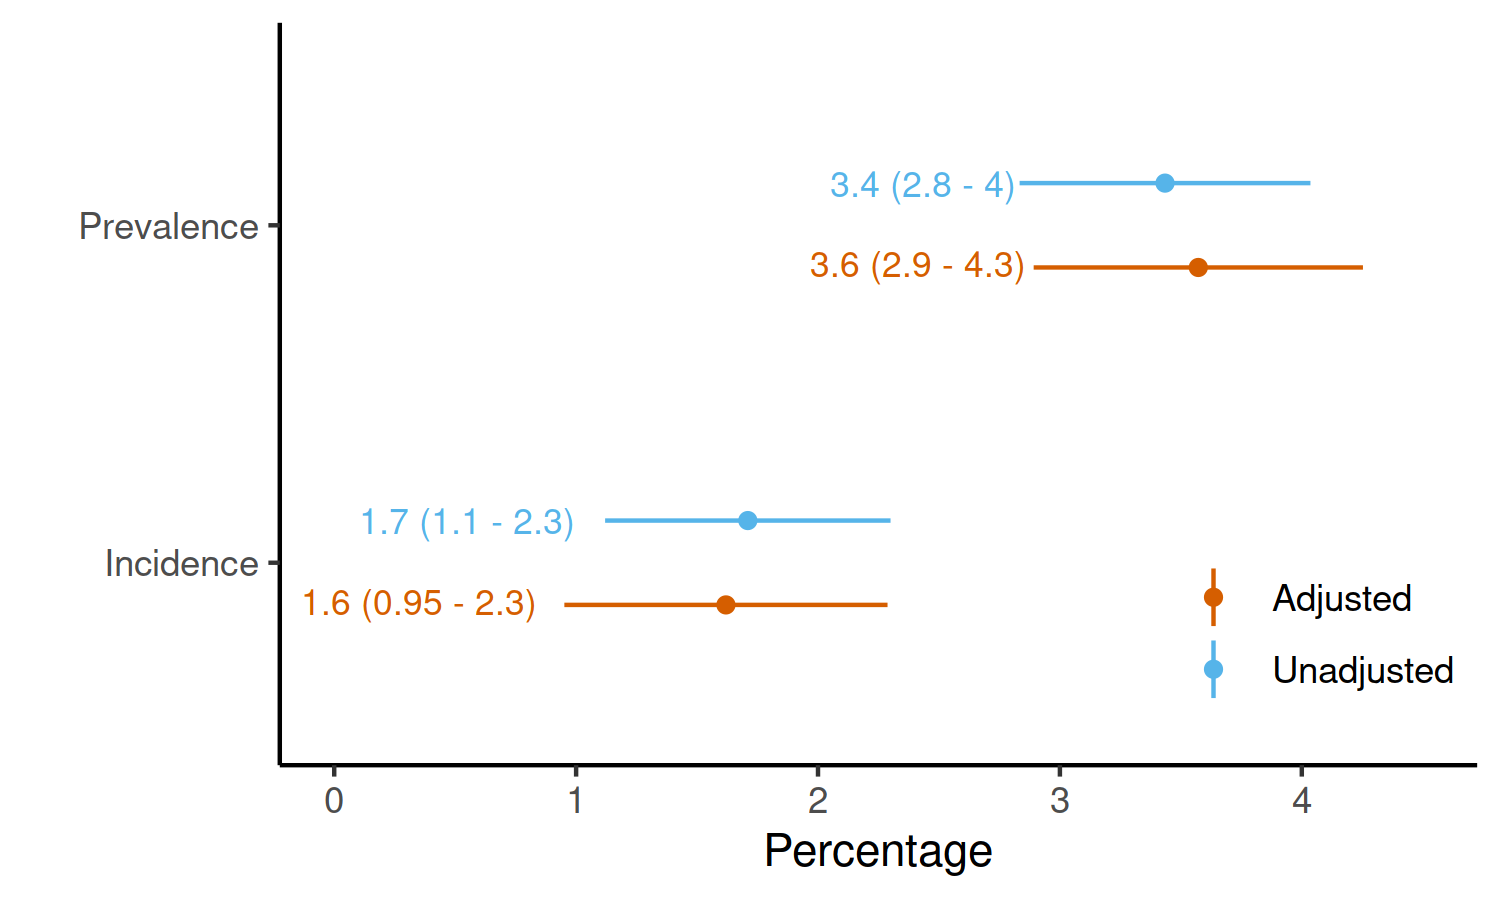 3.4 (2.8 - 4)
Prevalence
3.6 (2.9 - 4.3)
1.7 (1.1 - 2.3)
Incidence
1.6 (0.95 - 2.3)
Adjusted
Unadjusted
0 1 2 3 4
Percentage